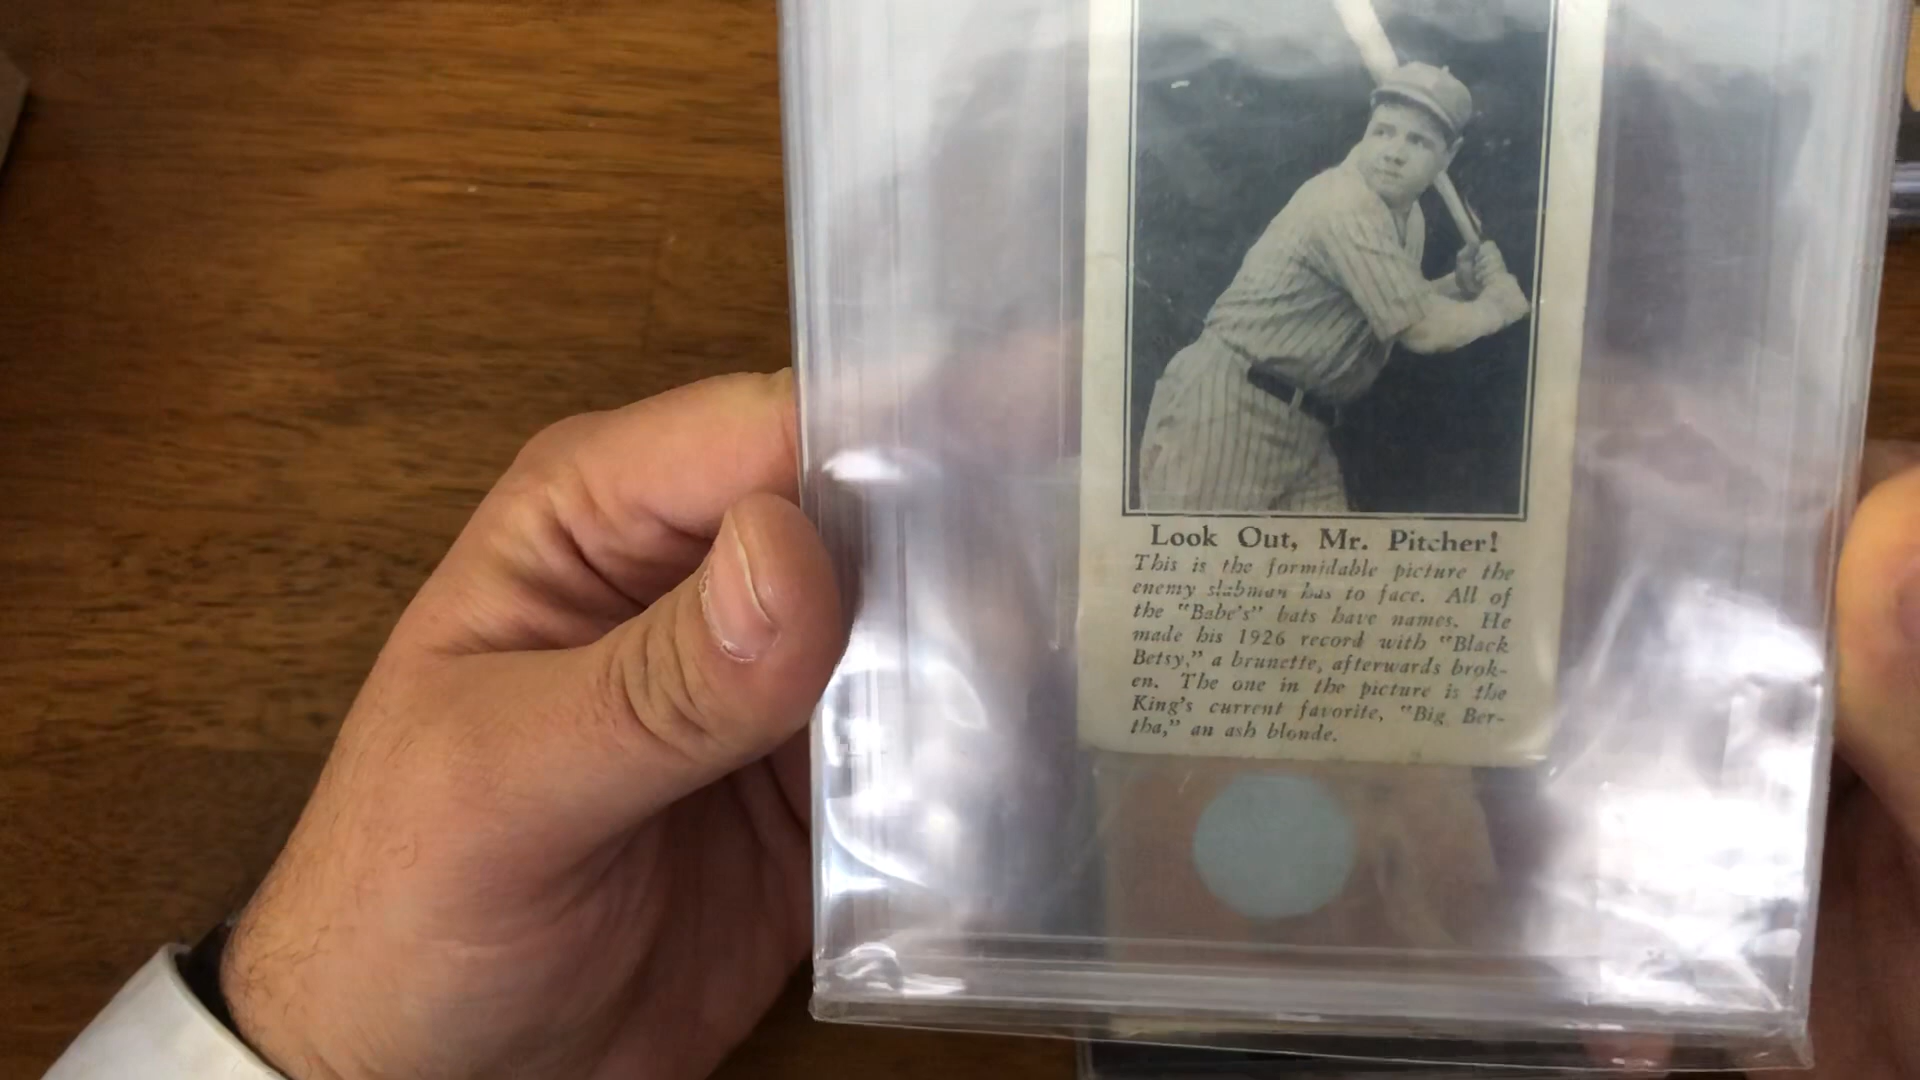 Look Out, Mr. Pitcher!
This is the formidable picture the
enemy slabman has to face. All of
the "Babe's" bats have names. He
made his 1926 record with "Black
Betsy," a brunette, afterwards brok-
en. The one in the picture is the
King's current favorite, "Big Ber-
tha," an ash blonde.